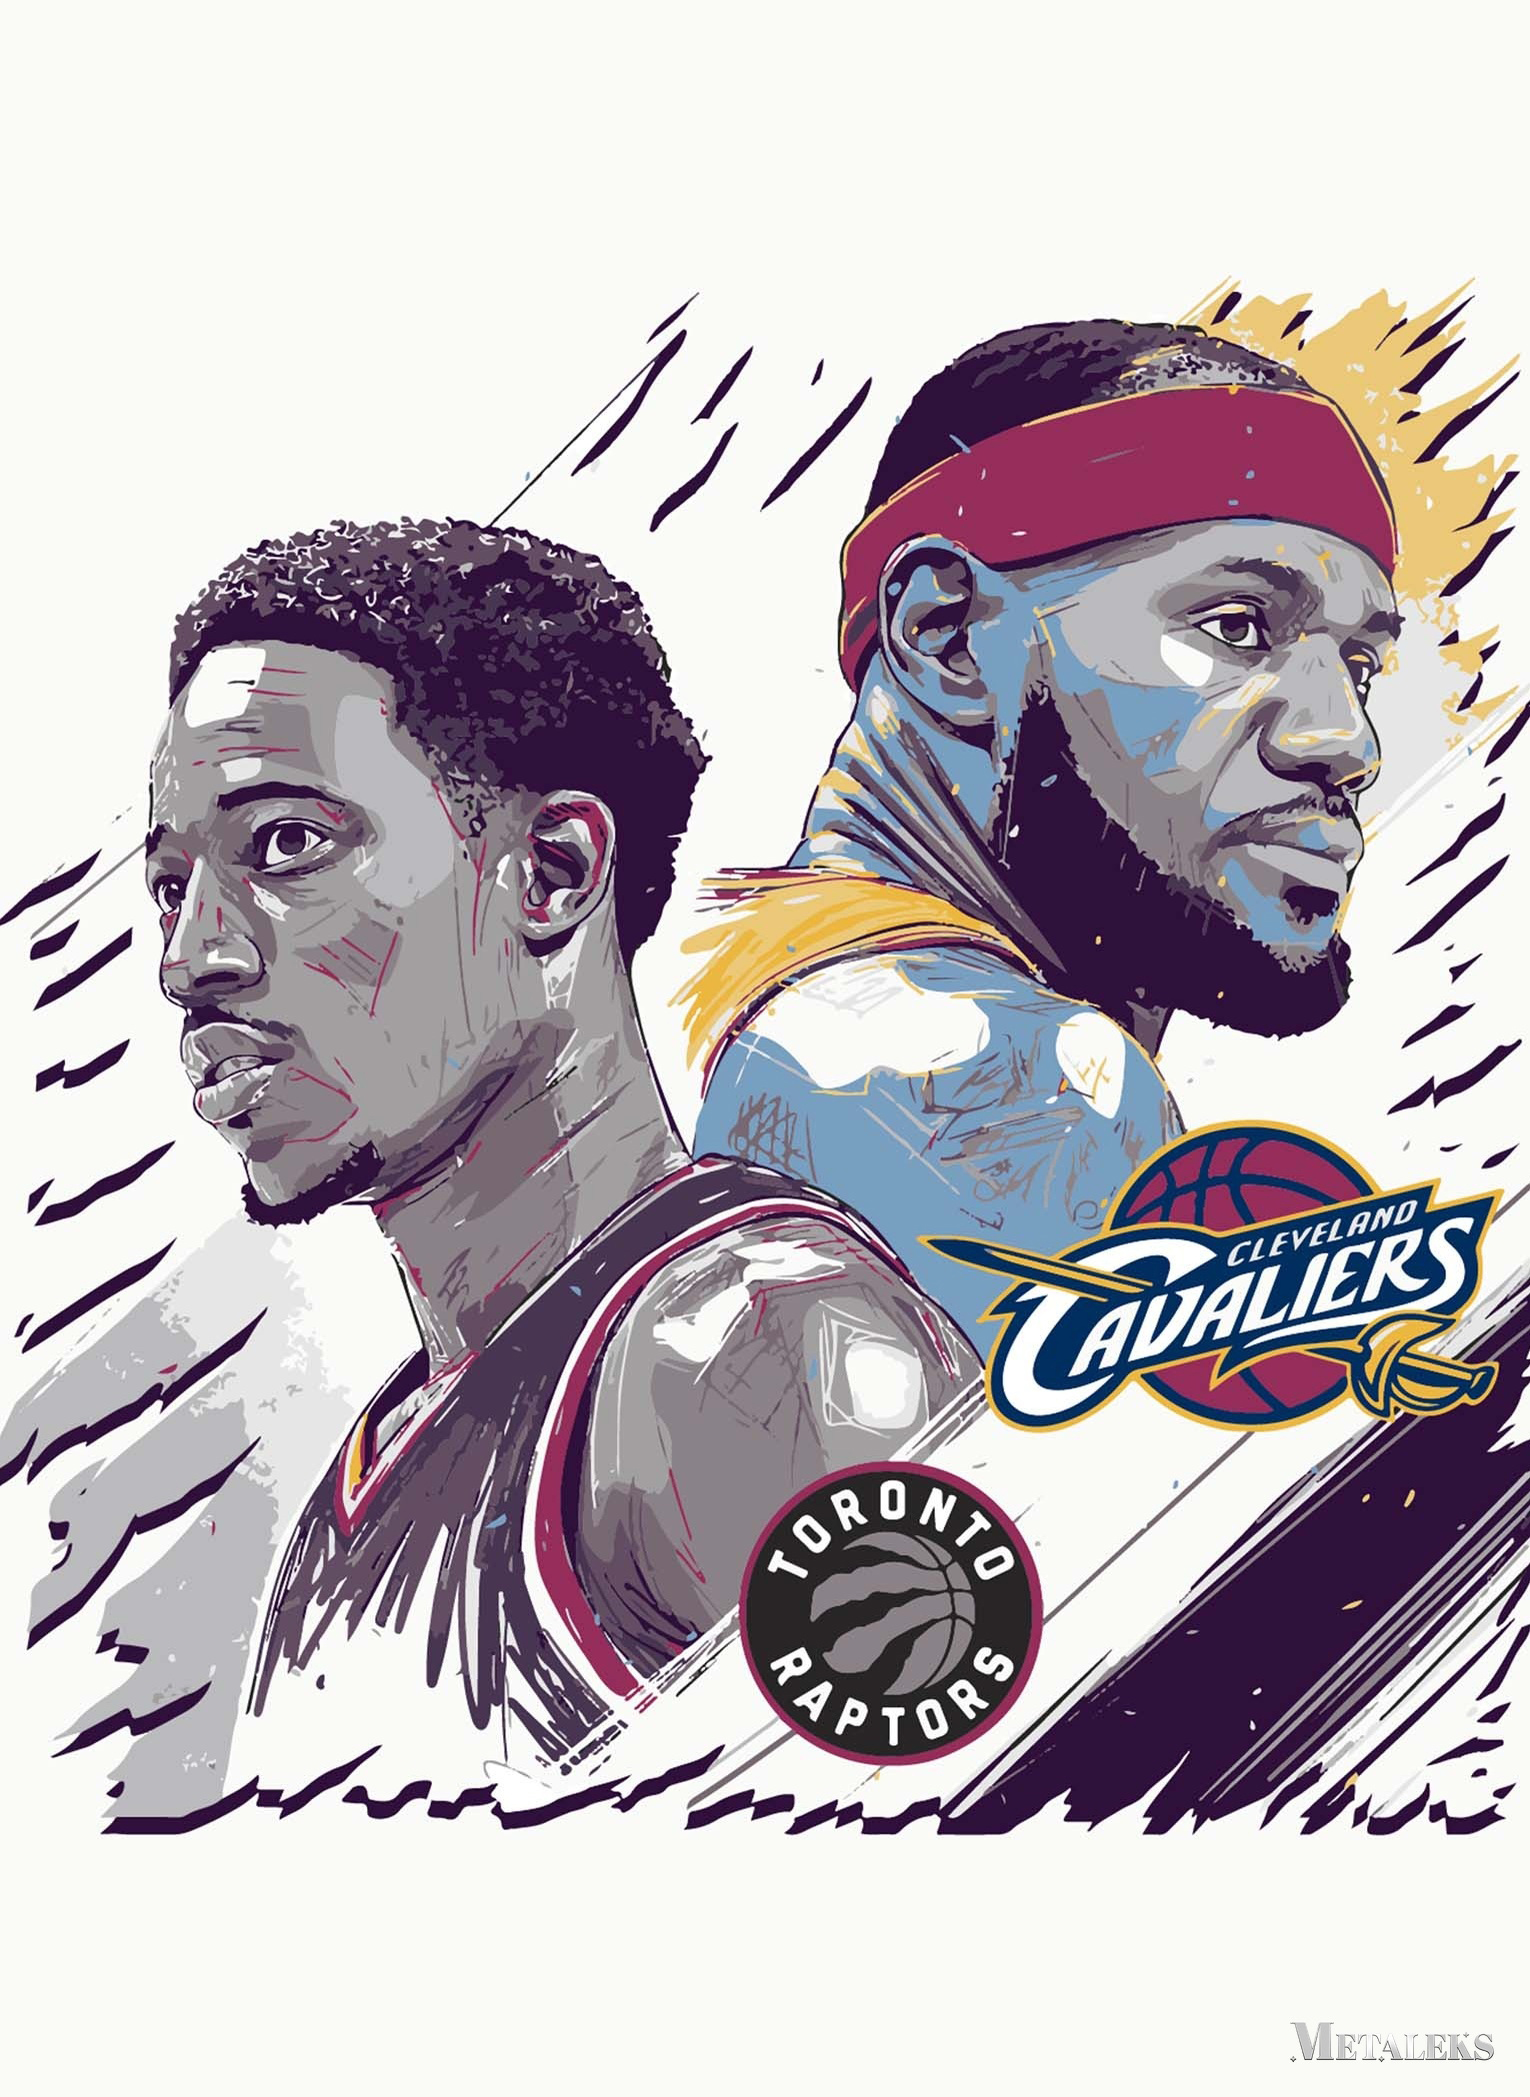 CLEVELAND
CAVALIERS
TORONTO
RAPTORS
METALEKS